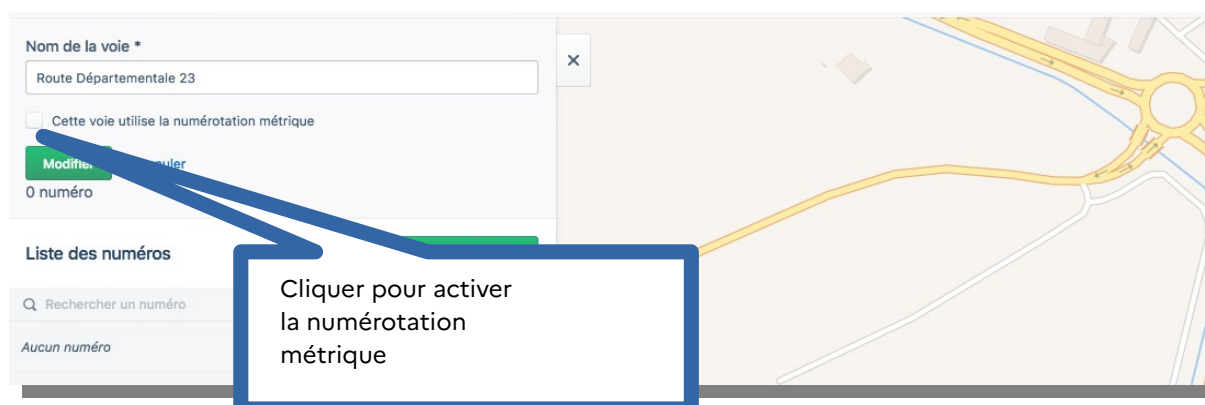 Nom de la voie *
Route Départementale 23
Cette voie utilise la numérotation métrique
Modifier
0 numéro
Liste des numéros
Rechercher un numéro
Aucun numéro
Cliquer pour activer
la numérotation
métrique